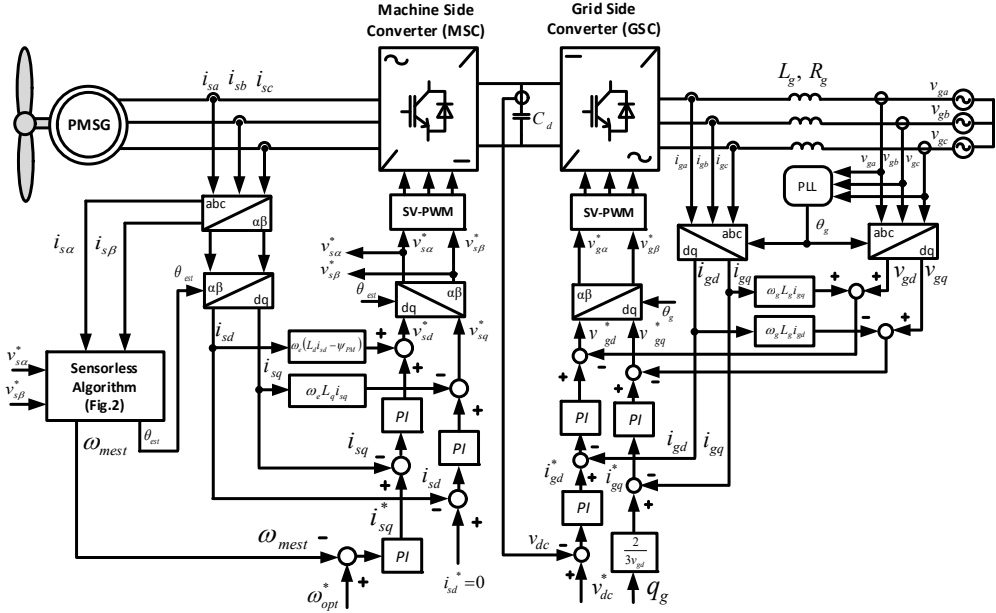 Machine Side
Converter (MSC)
Grid Side
Converter (GSC)
i_sa i_sb i_sc
L_g, R_g
v_ga
v_gb
v_gc
PMSG
C_d
i_ga i_gb i_gc
v_ga v_gb v_gc
PLL
SV-PWM
SV-PWM
abc
αβ
θ_g
abc
dq
abc
dq
i_sα i_sβ
v*_sα
v*_sβ
v*_sα v*_sβ
v*_gα v*_gβ
θ_est
αβ
dq
θ_est
αβ
dq
αβ
dq
θ_g
i_gd i_gq
v_gd v_gq
ω_g L_g i_gq
ω_g L_g i_gd
i_sd
i_sq
v*_sd v*_sq
v*_gd v*_gq
ω_e(L_d i_sd − ψ_PM)
ω_e L_q i_sq
v*_sα
v*_sβ
Sensorless
Algorithm
(Fig.2)
θ_est
ω_mest
PI
PI
PI
PI
i_sq
i_sd
i_gd i_gq
i*_gd i*_gq
PI
i*_sq
PI
ω_mest
ω*_opt
i_sd*=0
v_dc
v*_dc
2
3v_gd
q_g